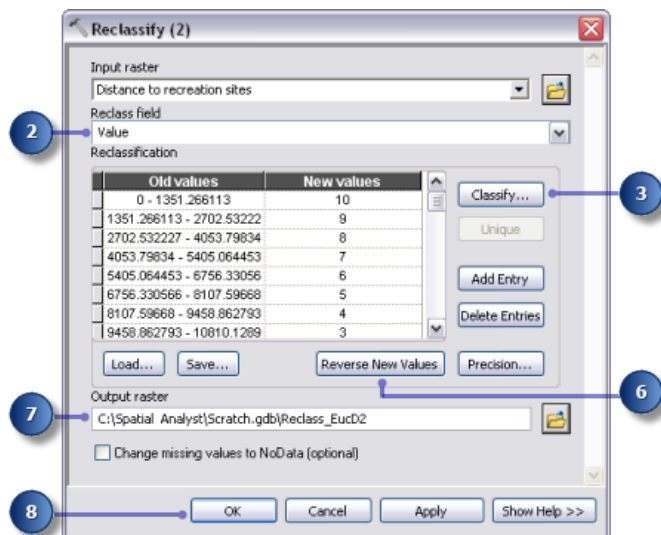 Reclassify (2)
Input raster
Distance to recreation sites
Reclass field
2
Value
Reclassification
Old values New values
0 - 1351.266113 10
1351.266113 - 2702.53222 9
2702.532227 - 4053.79834 8
4053.79834 - 5405.064453 7
5405.064453 - 6756.33056 6
6756.330566 - 8107.59668 5
8107.59668 - 9458.862793 4
9458.862793 - 10810.1289 3
Classify...
3
Unique
Add Entry
Delete Entries
Load... Save... Reverse New Values Precision...
6
Output raster
7
C:\Spatial Analyst\Scratch.gdb\Reclass_EucD2
Change missing values to NoData (optional)
8
OK Cancel Apply Show Help >>